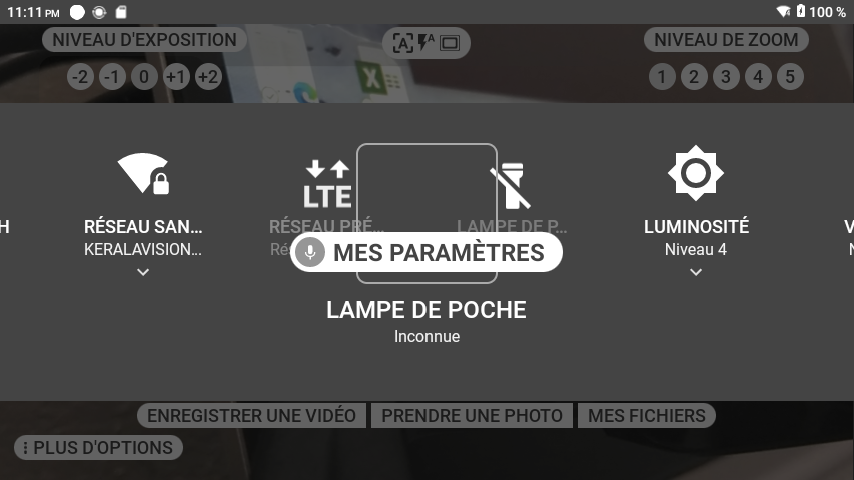 11:11 PM
100 %
NIVEAU D'EXPOSITION
A
A
NIVEAU DE ZOOM
-2 -1 0 +1 +2
X
1 2 3 4 5
LTE
H
RÉSEAU SAN...
RÉSEAU PRÉ...
LAMPE DE P...
LUMINOSITÉ
V
KERALAVISION...
Rés
Niveau 4
N
MES PARAMÈTRES
LAMPE DE POCHE
Inconnue
ENREGISTRER UNE VIDÉO
PRENDRE UNE PHOTO
MES FICHIERS
PLUS D'OPTIONS